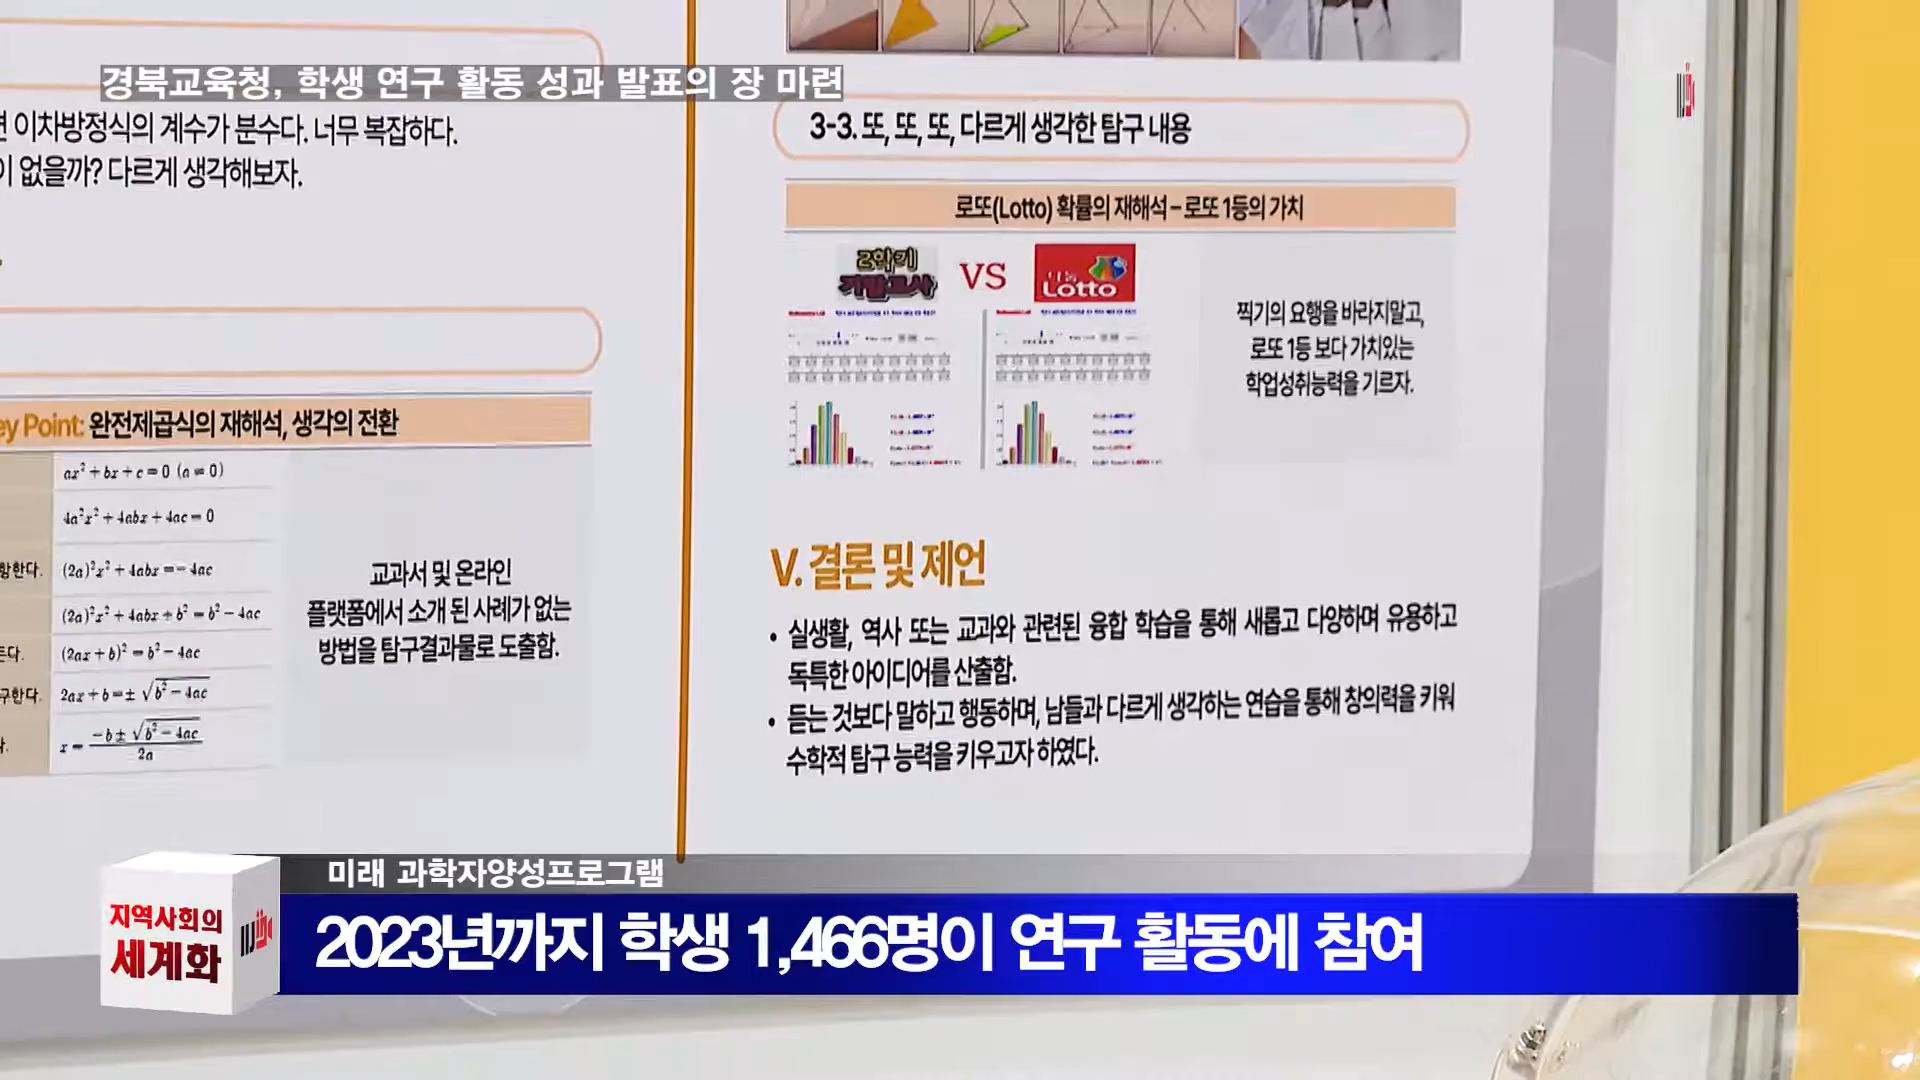 경북교육청, 학생 연구 활동 성과 발표의 장 마련
이차방정식의 계수가 분수다. 너무 복잡하다.
없을까? 다르게 생각해보자.
Point: 완전제곱식의 재해석, 생각의 전환
ax² + bx + c = 0 (a ≠ 0)
4a²x² + 4abx + 4ac = 0
(2a)²x² + 4abx = - 4ac
(2a)²x² + 4abx + b² = b² - 4ac
(2ax + b)² = b² - 4ac
2ax + b = ± √b² - 4ac
x = -b ± √b² - 4ac / 2a
교과서 및 온라인
플랫폼에서 소개 된 사례가 없는
방법을 탐구결과물로 도출함.
3-3. 또, 또, 또, 다르게 생각한 탐구 내용
로또(Lotto) 확률의 재해석 – 로또 1등의 가치
2학기
기말고사
VS
Lotto
찍기의 요행을 바라지말고,
로또 1등 보다 가치있는
학업성취능력을 기르자.
V. 결론 및 제언
• 실생활, 역사 또는 교과와 관련된 융합 학습을 통해 새롭고 다양하며 유용하고
독특한 아이디어를 산출함.
• 듣는 것보다 말하고 행동하며, 남들과 다르게 생각하는 연습을 통해 창의력을 키워
수학적 탐구 능력을 키우고자 하였다.
미래 과학자양성프로그램
지역사회의
세계화
2023년까지 학생 1,466명이 연구 활동에 참여